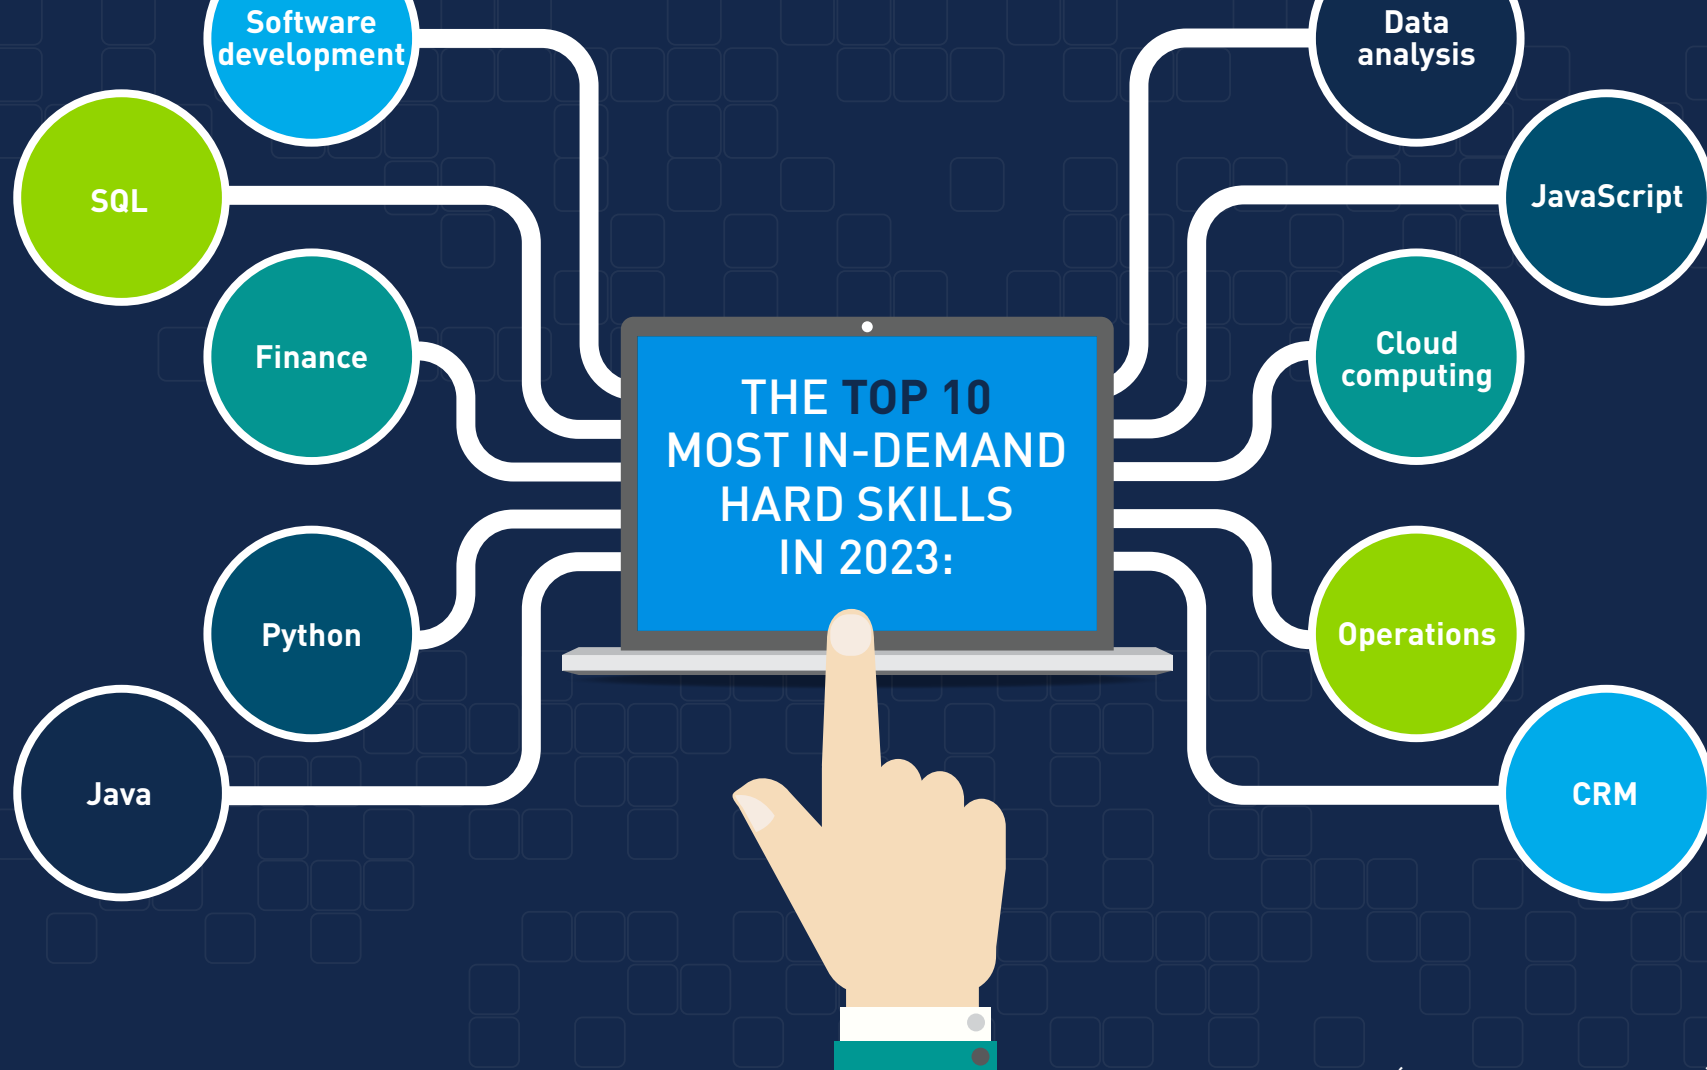 Software
development
Data
analysis
SQL
JavaScript
Finance
Cloud
computing
THE TOP 10
MOST IN-DEMAND
HARD SKILLS
IN 2023:
Python
Operations
Java
CRM